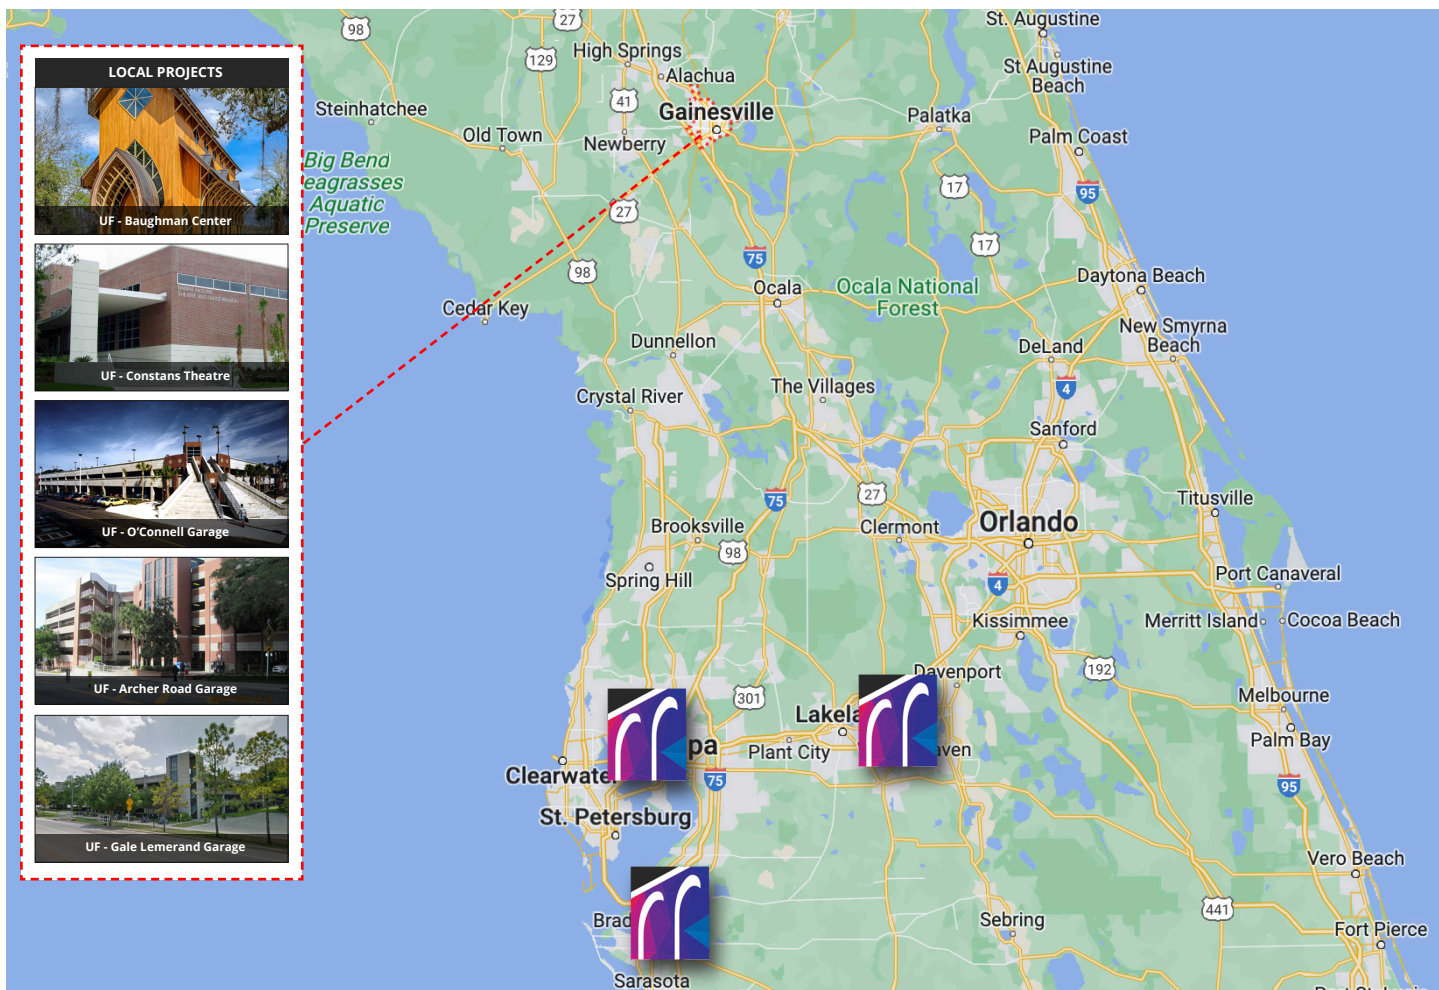 LOCAL PROJECTS
UF - Baughman Center
UF - Constans Theatre
UF - O'Connell Garage
UF - Archer Road Garage
UF - Gale Lemerand Garage
98
27
129
High Springs
Alachua
St. Augustine
St Augustine
Beach
Steinhatchee
41
Gainesville
Palatka
Old Town
Newberry
Palm Coast
Big Bend
eagrasses
Aquatic
Preserve
17
95
27
17
75
98
Ocala
Ocala National
Forest
Daytona Beach
Cedar Key
New Smyrna
Beach
Dunnellon
DeLand
Crystal River
The Villages
4
Sanford
75
27
Titusville
Brooksville
98
Clermont
Orlando
Spring Hill
4
Port Canaveral
Kissimmee
Merritt Island
Cocoa Beach
192
Davenport
301
Melbourne
Lakela
pa
Plant City
aven
Palm Bay
Clearwate
75
95
St. Petersburg
Vero Beach
441
Brad
Sebring
Fort Pierce
Sarasota